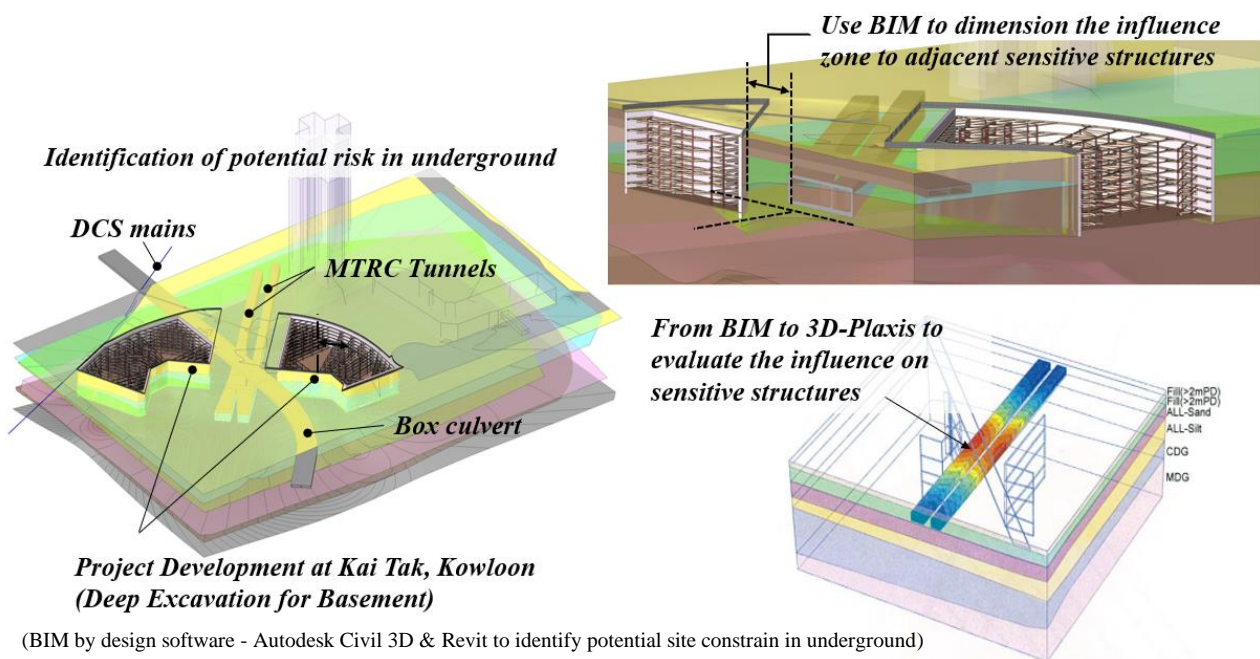 Use BIM to dimension the influence
zone to adjacent sensitive structures
Identification of potential risk in underground
DCS mains
MTRC Tunnels
Box culvert
Project Development at Kai Tak, Kowloon
(Deep Excavation for Basement)
From BIM to 3D-Plaxis to
evaluate the influence on
sensitive structures
Fill(>2mPD)
Fill(>2mPD)
ALL-Sand
ALL-Silt
CDG
MDG
(BIM by design software - Autodesk Civil 3D & Revit to identify potential site constrain in underground)